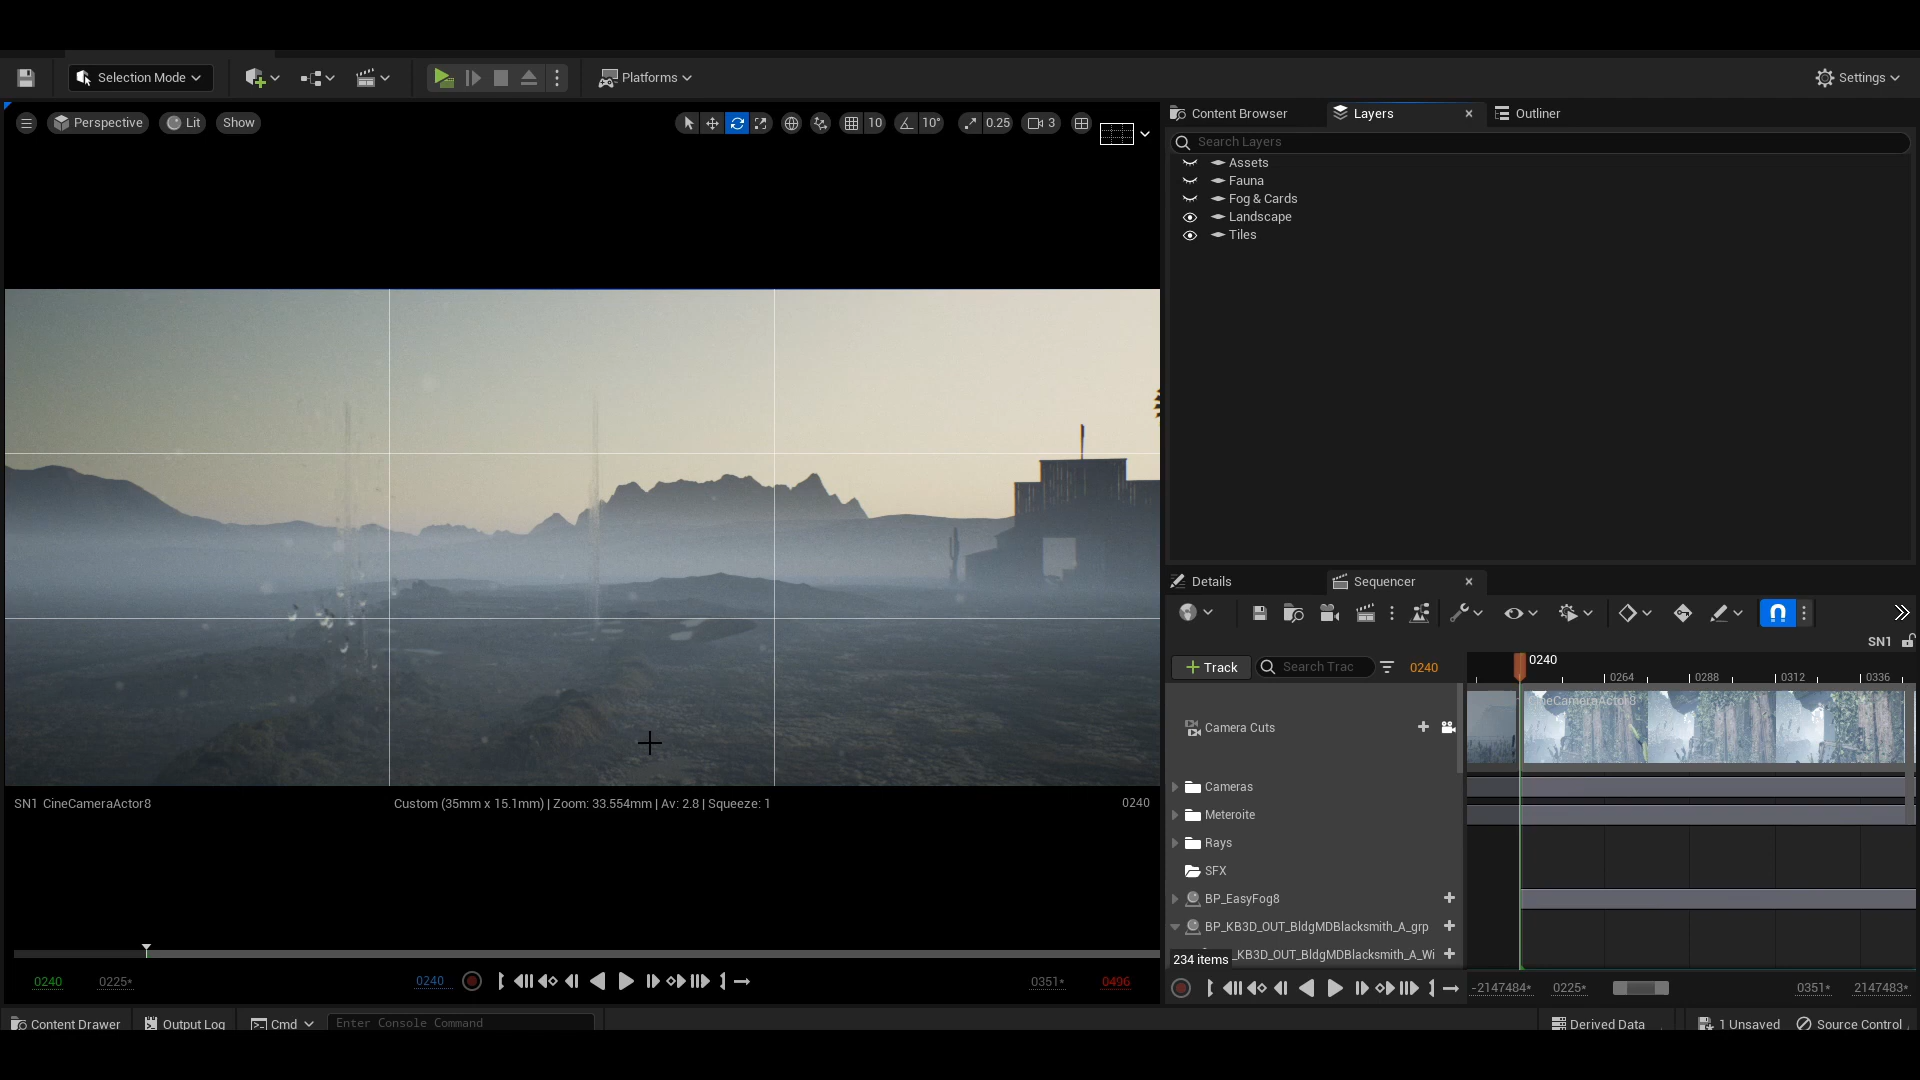 Selection Mode
Platforms
Settings
Perspective
Lit
Show
10
10°
0.25
3
Content Browser
Layers
Outliner
Search Layers
Assets
Fauna
Fog & Cards
Landscape
Tiles
Details
Sequencer
SN1
Track
Search Trac
0240
0240
0264
0288
0312
0336
CineCameraActor8
Camera Cuts
Cameras
Meteroite
Rays
SFX
BP_EasyFog8
BP_KB3D_OUT_BldgMDBlacksmith_A_grp
_KB3D_OUT_BldgMDBlacksmith_A_Wi
234 items
SN1 CineCameraActor8
Custom (35mm x 15.1mm) | Zoom: 33.554mm | Av: 2.8 | Squeeze: 1
0240
0240
0225*
0240
0351*
0496
-2147484*
0225*
0351*
2147483*
Content Drawer
Output Log
Cmd
Enter Console Command
Derived Data
1 Unsaved
Source Control